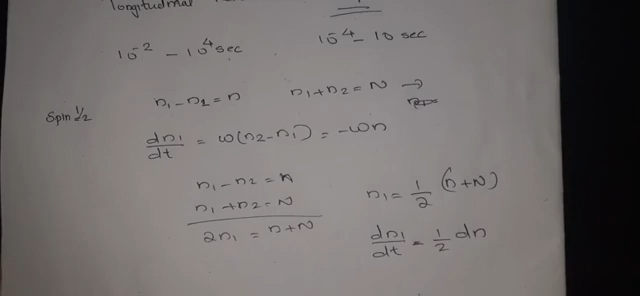 longitudinal
10⁻² – 10⁴ sec    10⁻⁴ – 10 sec
Spin ½    n₁ – n₂ = n    n₁ + n₂ = N →
dn₁/dt = ω(n₂ – n₁) = –ωn
n₁ – n₂ = n
n₁ + n₂ = N    n₁ = 1/2 (n + N)
2n₁ = n + N    dn₁/dt = 1/2 dn